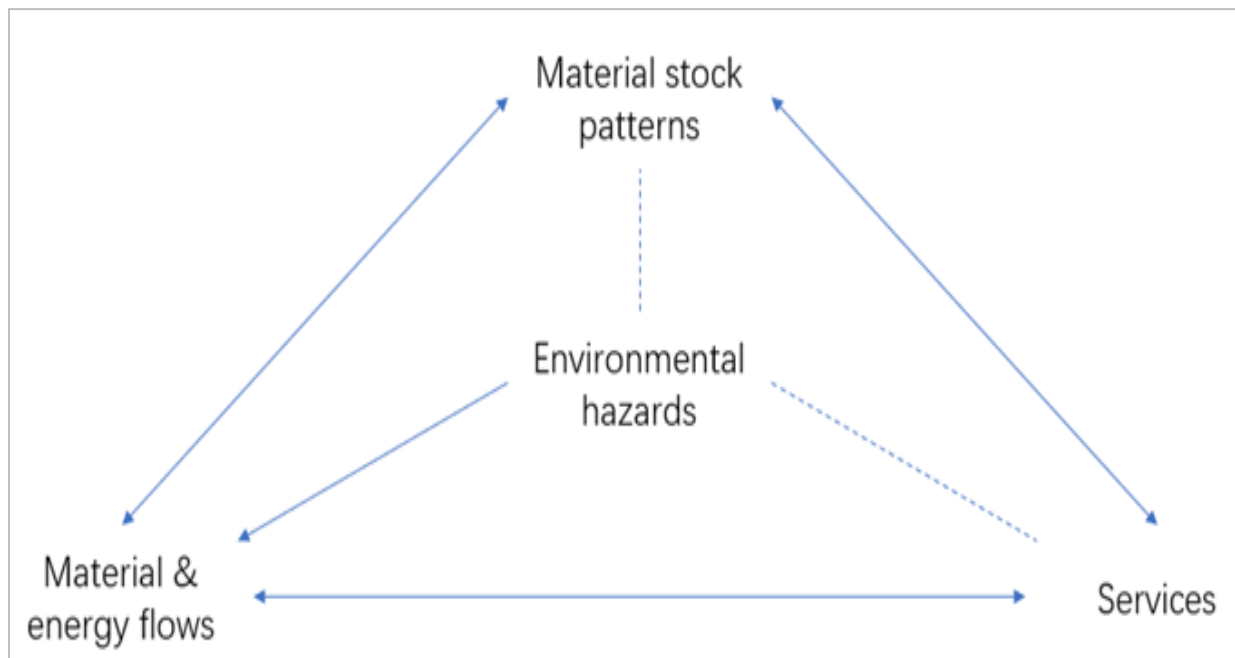 Material stock
patterns
Environmental
hazards
Material &
energy flows
Services